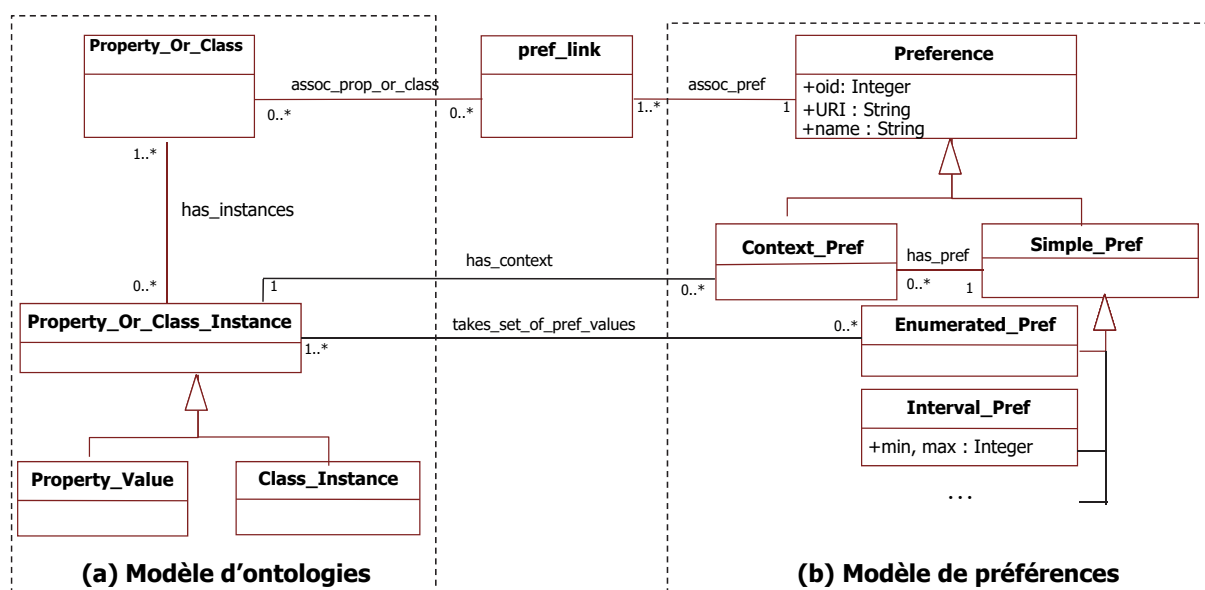 Property_Or_Class
pref_link
Preference
+oid: Integer
+URI : String
+name : String
assoc_prop_or_class
0..*
0..*
assoc_pref
1..*
1
1..*
has_instances
0..*
Context_Pref
Simple_Pref
has_pref
0..*
1
has_context
1
0..*
Property_Or_Class_Instance
takes_set_of_pref_values
1..*
0..*
Enumerated_Pref
Interval_Pref
+min, max : Integer
...
Property_Value
Class_Instance
(a) Modèle d’ontologies
(b) Modèle de préférences